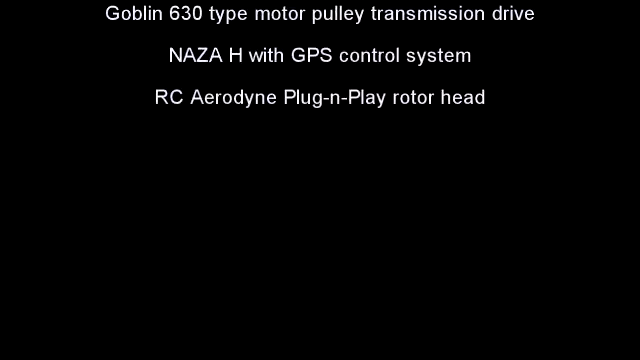 Goblin 630 type motor pulley transmission drive
NAZA H with GPS control system
RC Aerodyne Plug-n-Play rotor head